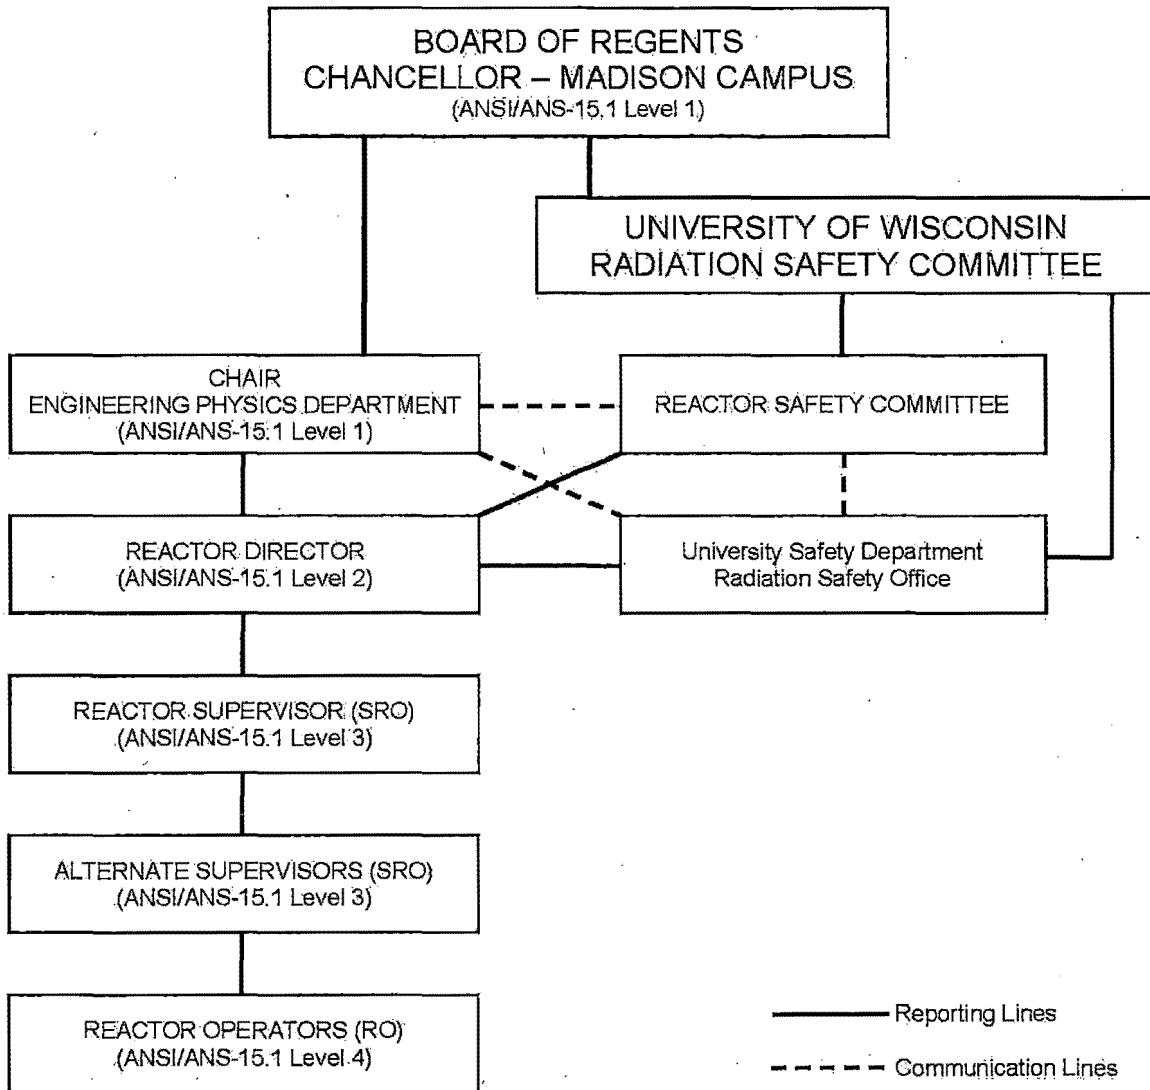 BOARD OF REGENTS
CHANCELLOR – MADISON CAMPUS
(ANSI/ANS-15.1 Level 1)
UNIVERSITY OF WISCONSIN
RADIATION SAFETY COMMITTEE
CHAIR
ENGINEERING PHYSICS DEPARTMENT
(ANSI/ANS-15.1 Level 1)
REACTOR SAFETY COMMITTEE
REACTOR DIRECTOR
(ANSI/ANS-15.1 Level 2)
University Safety Department
Radiation Safety Office
REACTOR SUPERVISOR (SRO)
(ANSI/ANS-15.1 Level 3)
ALTERNATE SUPERVISORS (SRO)
(ANSI/ANS-15.1 Level 3)
REACTOR OPERATORS (RO)
(ANSI/ANS-15.1 Level 4)
Reporting Lines
Communication Lines